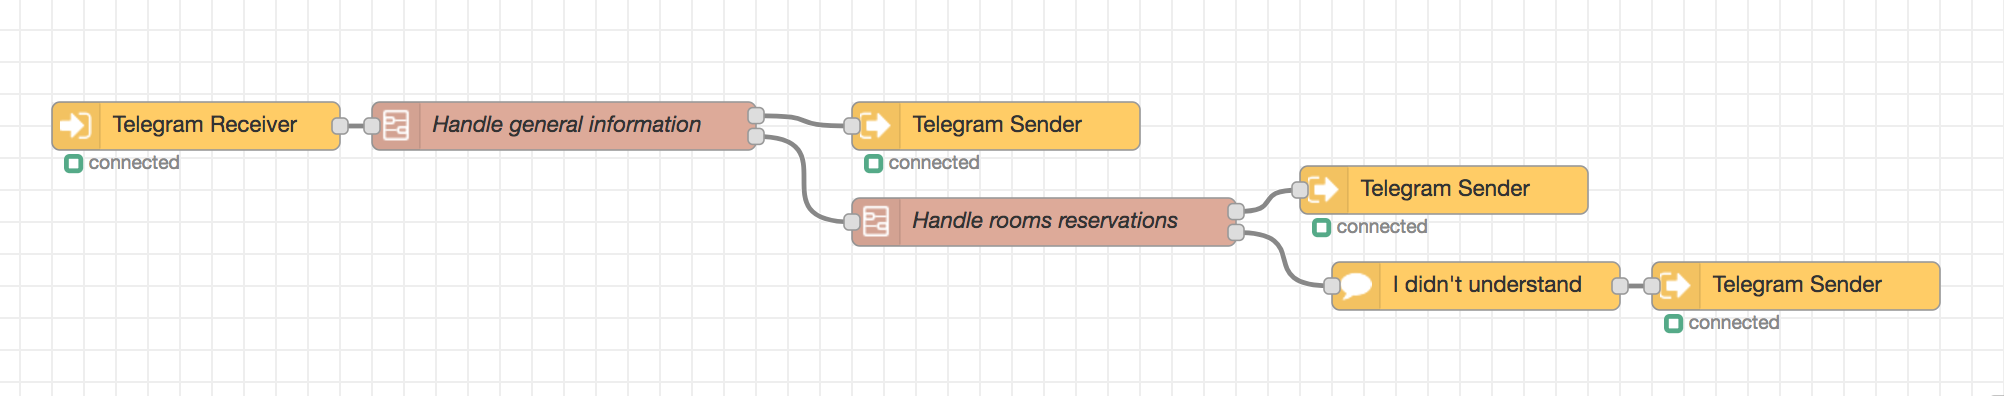 Telegram Receiver
connected
Handle general information
Telegram Sender
connected
Handle rooms reservations
Telegram Sender
connected
I didn't understand
Telegram Sender
connected